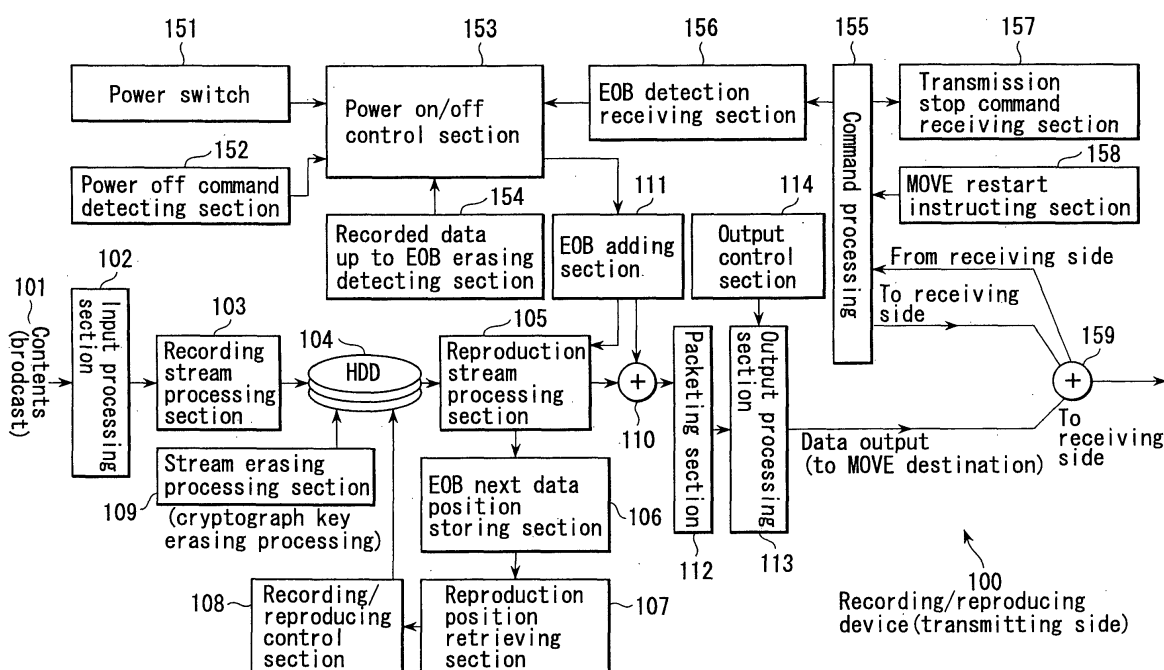 151
153
156
155
157
Power switch
Power on/off
control section
EOB detection
receiving section
Command processing
Transmission
stop command
receiving section
152
158
Power off command
detecting section
154
111
114
MOVE restart
instructing section
Recorded data
up to EOB erasing
detecting section
EOB adding
section
Output
control
section
From receiving side
To receiving
side
101
Contents
(brodcast)
102
Input processing
section
103
Recording
stream
processing
section
104
HDD
105
Reproduction
stream
processing
section
+
110
Packeting section
112
Output processing
section
113
159
+
To
receiving
side
Data output
(to MOVE destination)
Stream erasing
processing section
109
(cryptograph key
erasing processing)
EOB next data
position
storing section
106
108
Recording/
reproducing
control
section
Reproduction
position
retrieving
section
107
100
Recording/reproducing
device(transmitting side)